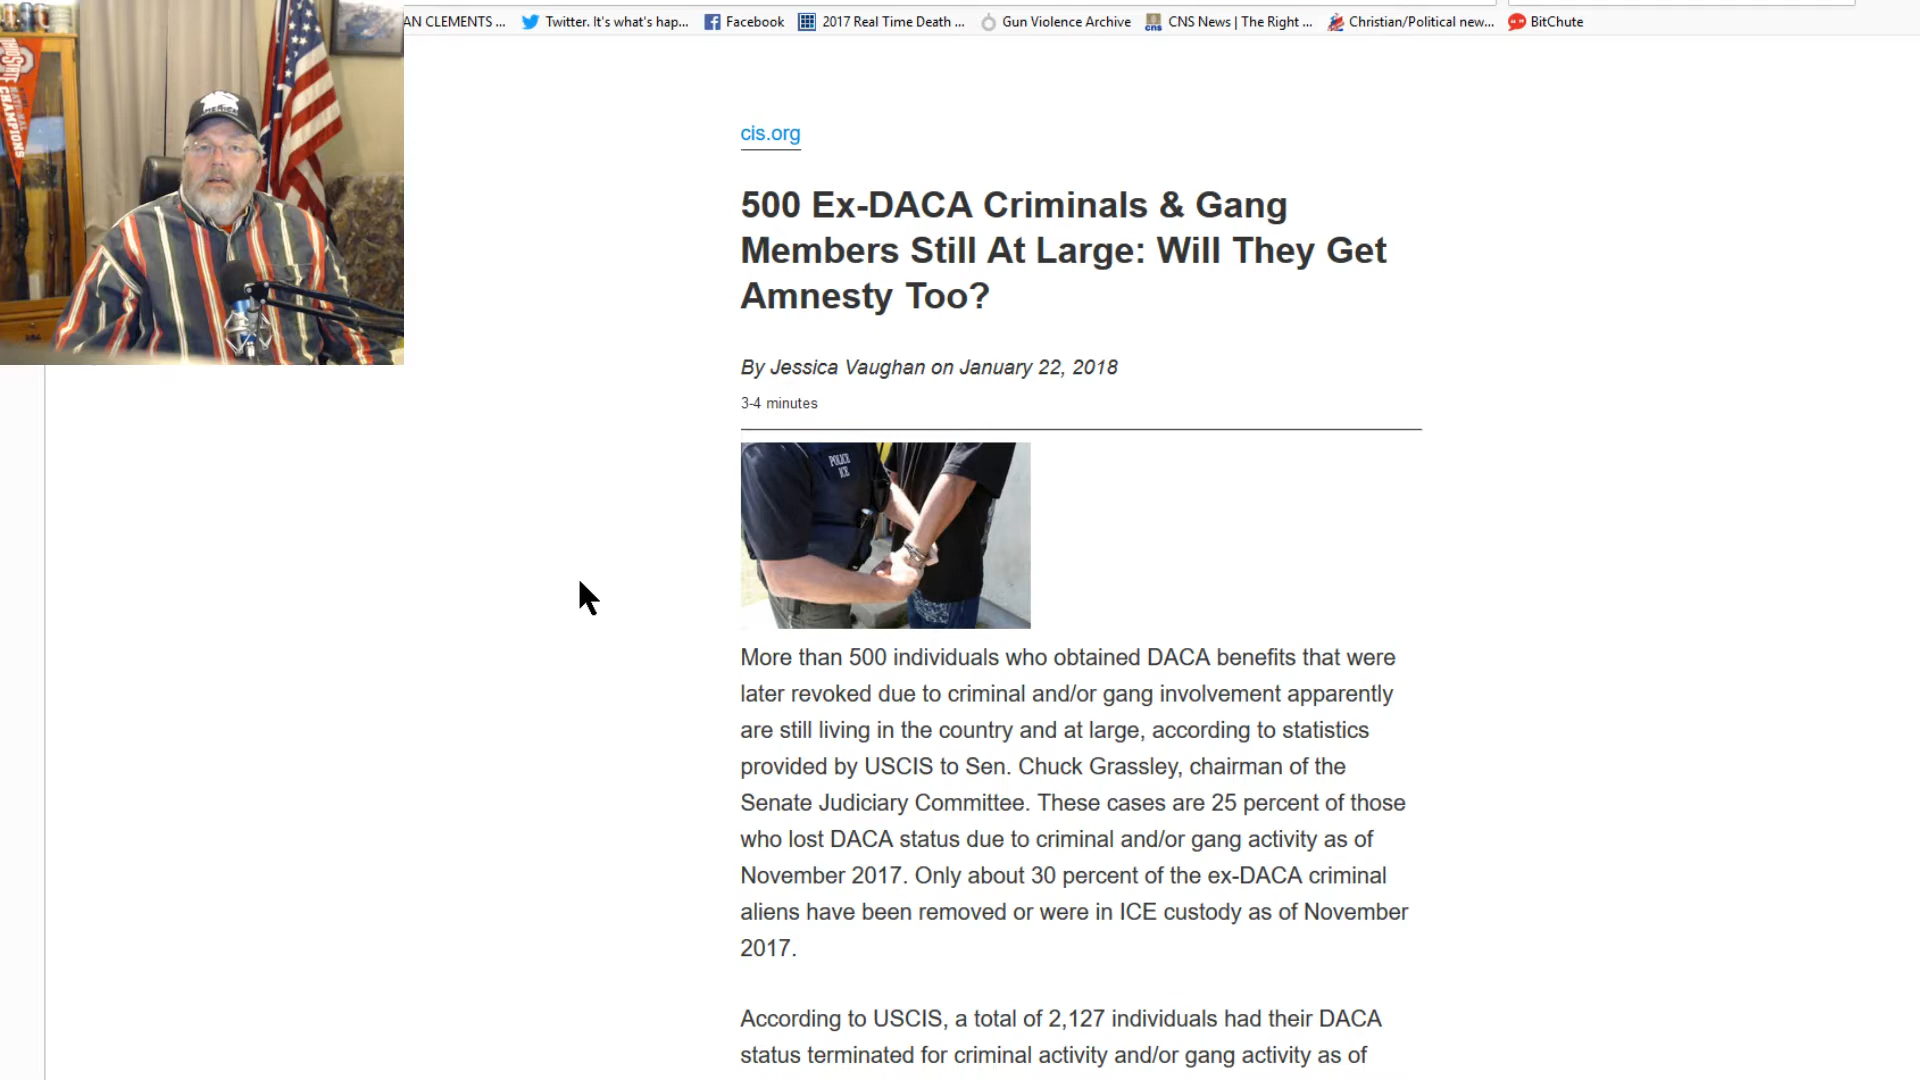 AN CLEMENTS ... Twitter. It's what's hap... Facebook 2017 Real Time Death ... Gun Violence Archive CNS News | The Right ... Christian/Political new... BitChute
OHIO STATE
NATIONAL
CHAMPIONS
cis.org
500 Ex-DACA Criminals & Gang
Members Still At Large: Will They Get
Amnesty Too?
By Jessica Vaughan on January 22, 2018
3-4 minutes
POLICE
ICE
More than 500 individuals who obtained DACA benefits that were
later revoked due to criminal and/or gang involvement apparently
are still living in the country and at large, according to statistics
provided by USCIS to Sen. Chuck Grassley, chairman of the
Senate Judiciary Committee. These cases are 25 percent of those
who lost DACA status due to criminal and/or gang activity as of
November 2017. Only about 30 percent of the ex-DACA criminal
aliens have been removed or were in ICE custody as of November
2017.
According to USCIS, a total of 2,127 individuals had their DACA
status terminated for criminal activity and/or gang activity as of